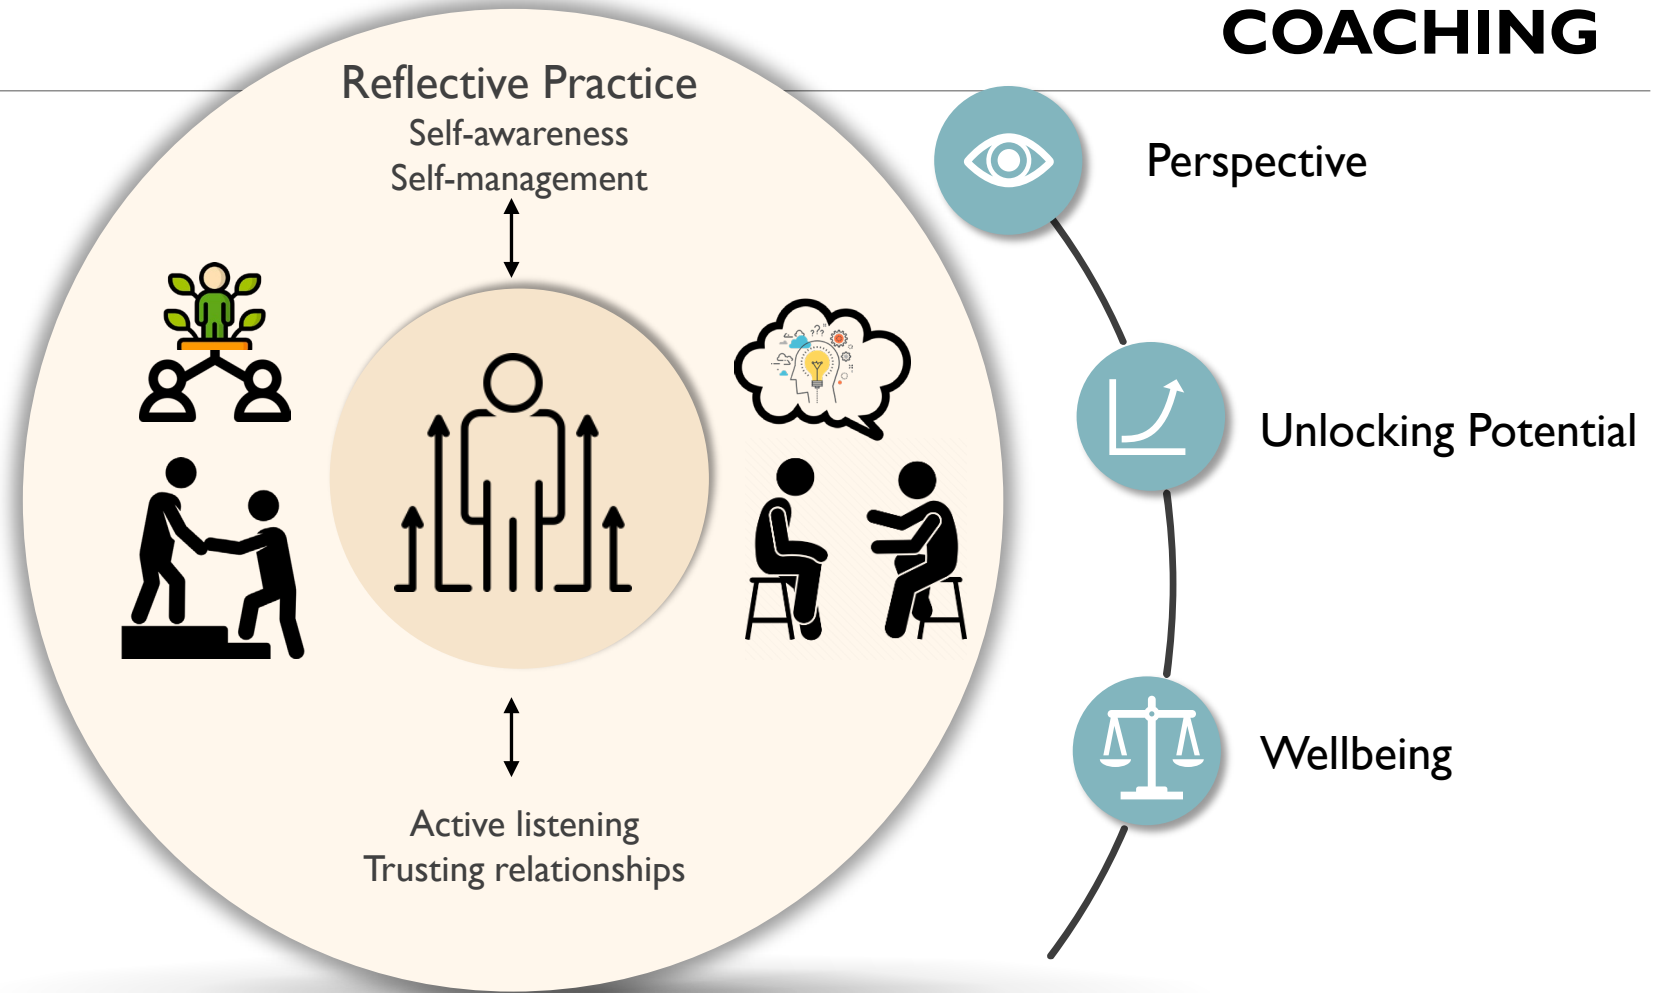 COACHING
Reflective Practice
Self-awareness
Self-management
???
Active listening
Trusting relationships
Perspective
Unlocking Potential
Wellbeing